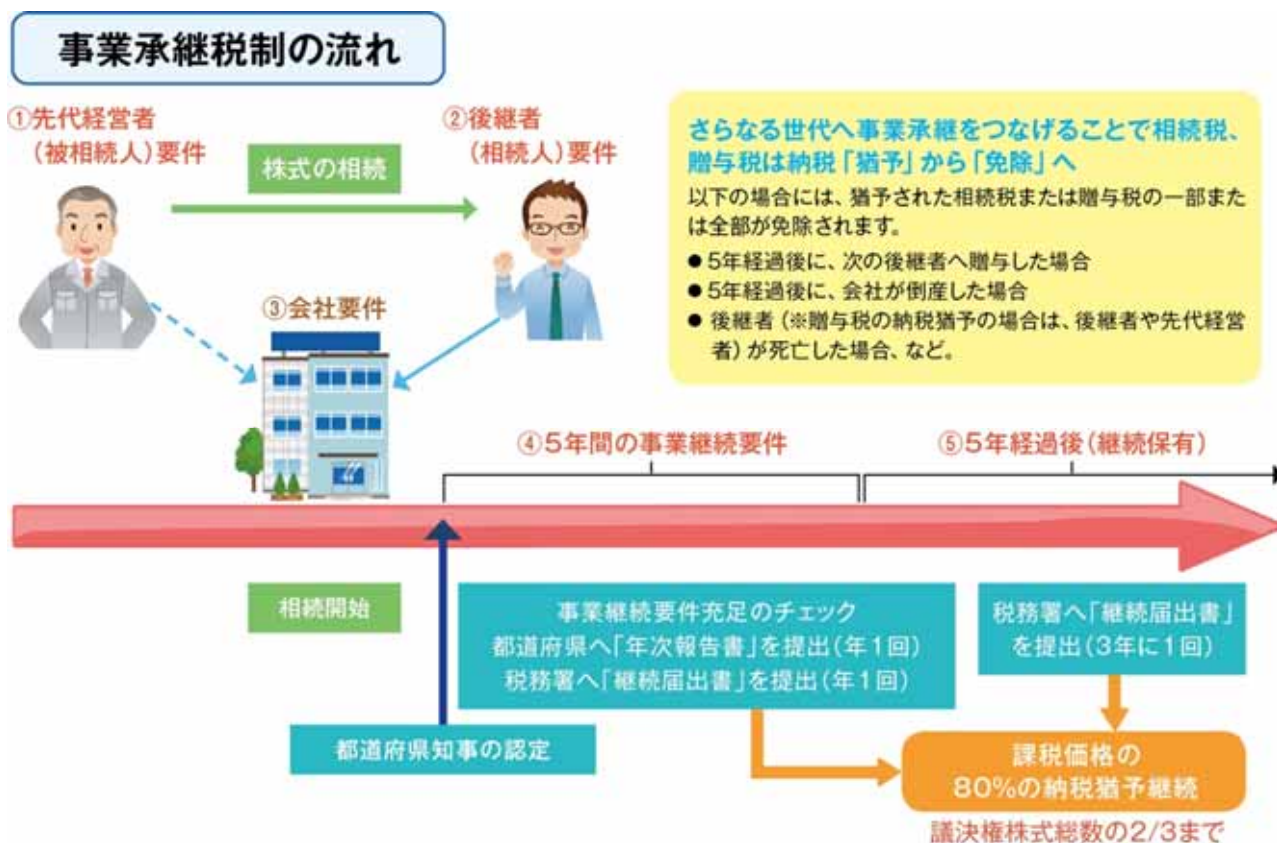 事業承継税制の流れ
①先代経営者
（被相続人）要件
株式の相続
②後継者
（相続人）要件
③会社要件
さらなる世代へ事業承継をつなげることで相続税、
贈与税は納税「猶予」から「免除」へ
以下の場合には、猶予された相続税または贈与税の一部また
は全部が免除されます。
● 5年経過後に、次の後継者へ贈与した場合
● 5年経過後に、会社が倒産した場合
● 後継者（※贈与税の納税猶予の場合は、後継者や先代経営
者）が死亡した場合、など。
④5年間の事業継続要件
⑤5年経過後（継続保有）
相続開始
都道府県知事の認定
事業継続要件充足のチェック
都道府県へ「年次報告書」を提出（年1回）
税務署へ「継続届出書」を提出（年1回）
税務署へ「継続届出書」
を提出（3年に1回）
課税価格の
80%の納税猶予継続
議決権株式総数の2/3まで